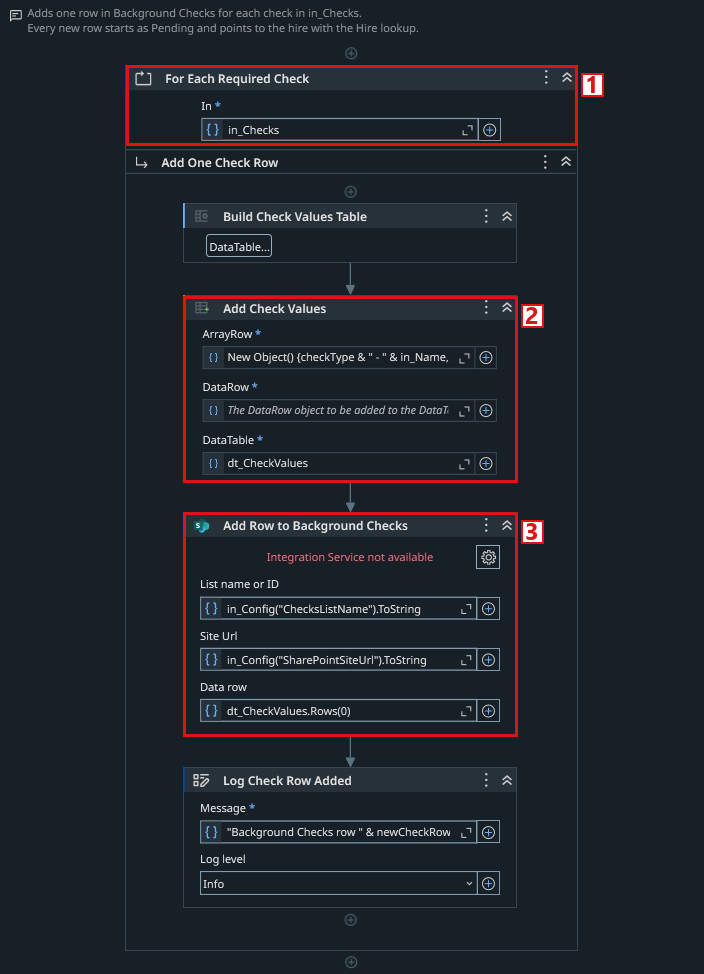 Adds one row in Background Checks for each check in in_Checks.
Every new row starts as Pending and points to the hire with the Hire lookup.
For Each Required Check
1
In *
in_Checks
Add One Check Row
Build Check Values Table
DataTable...
Add Check Values
2
ArrayRow *
New Object() {checkType & " - " & in_Name,
DataRow *
The DataRow object to be added to the DataT
DataTable *
dt_CheckValues
Add Row to Background Checks
3
Integration Service not available
List name or ID
in_Config("ChecksListName").ToString
Site Url
in_Config("SharePointSiteUrl").ToString
Data row
dt_CheckValues.Rows(0)
Log Check Row Added
Message *
"Background Checks row " & newCheckRow
Log level
Info